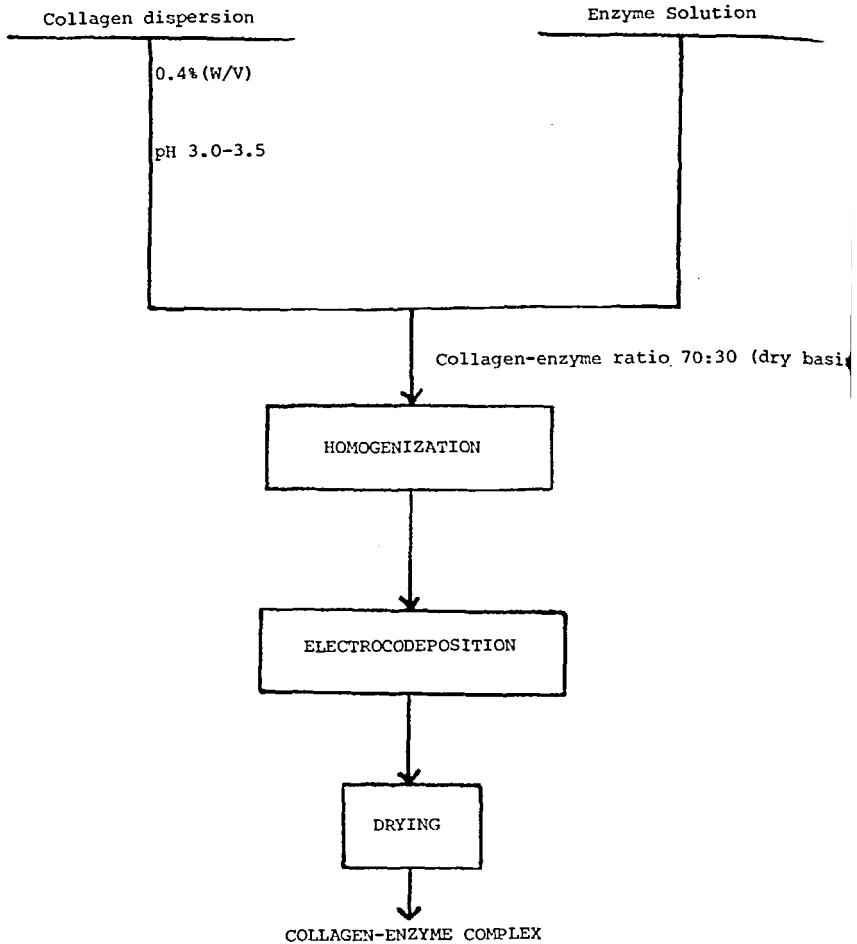 Collagen dispersion
Enzyme Solution
0.4%(W/V)
pH 3.0-3.5
Collagen-enzyme ratio 70:30 (dry basi
HOMOGENIZATION
ELECTROCODEPOSITION
DRYING
COLLAGEN-ENZYME COMPLEX